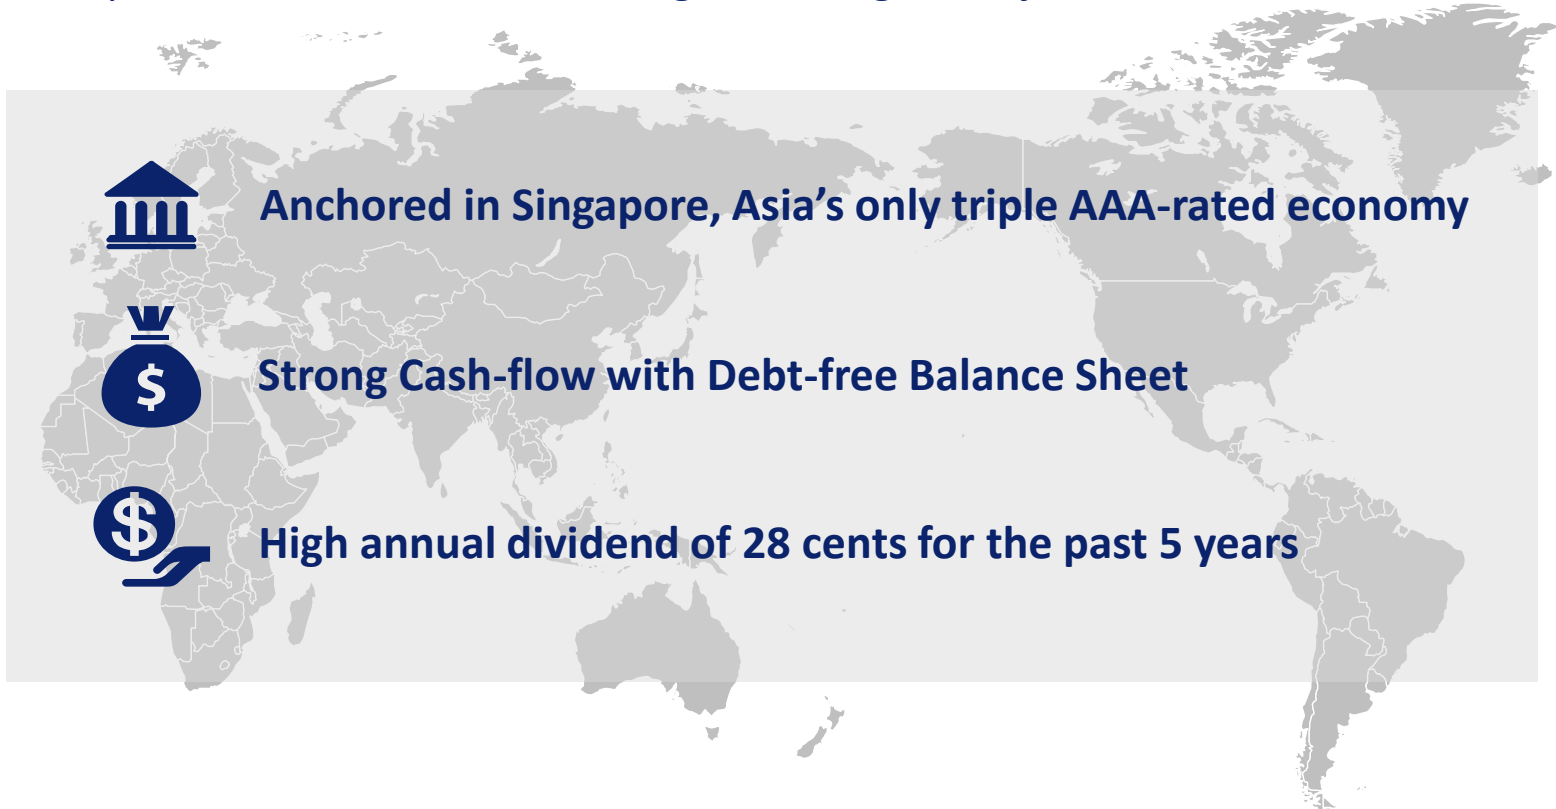 Anchored in Singapore, Asia’s only triple AAA-rated economy
$
Strong Cash-flow with Debt-free Balance Sheet
$
High annual dividend of 28 cents for the past 5 years